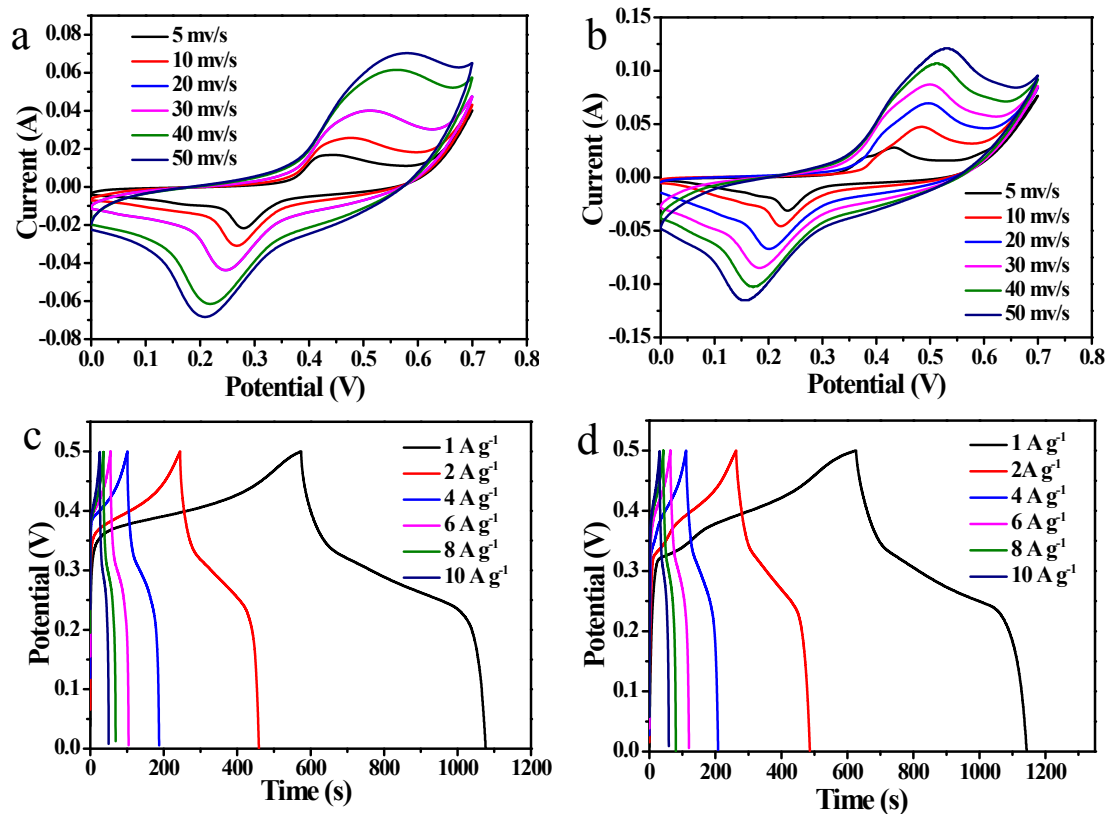 a
5 mv/s
10 mv/s
20 mv/s
30 mv/s
40 mv/s
50 mv/s
0.08
0.06
0.04
0.02
0.00
-0.02
-0.04
-0.06
-0.08
Current (A)
0.0 0.1 0.2 0.3 0.4 0.5 0.6 0.7 0.8
Potential (V)
b
0.15
0.10
0.05
0.00
-0.05
-0.10
-0.15
Current (A)
5 mv/s
10 mv/s
20 mv/s
30 mv/s
40 mv/s
50 mv/s
0.0 0.1 0.2 0.3 0.4 0.5 0.6 0.7 0.8
Potential (V)
c
1 A g-1
2 A g-1
4 A g-1
6 A g-1
8 A g-1
10 A g-1
0.5
0.4
0.3
0.2
0.1
0.0
Potential (V)
0 200 400 600 800 1000 1200
Time (s)
d
1 A g-1
2A g-1
4 A g-1
6 A g-1
8 A g-1
10 A g-1
0.5
0.4
0.3
0.2
0.1
0.0
Potential (V)
0 200 400 600 800 1000 1200
Time (s)